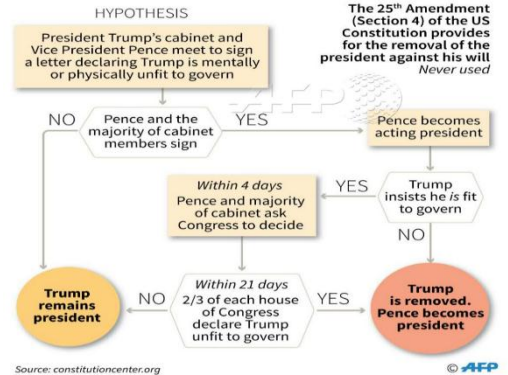 HYPOTHESIS
President Trump's cabinet and
Vice President Pence meet to sign
a letter declaring Trump is mentally
or physically unfit to govern
The 25th Amendment
(Section 4) of the US
Constitution provides
for the removal of the
president against his will
Never used
AFP
NO
Pence and the
majority of cabinet
members sign
YES
Pence becomes
acting president
Within 4 days
Pence and majority
of cabinet ask
Congress to decide
YES
Trump
insists he is fit
to govern
NO
Trump
remains
president
NO
Within 21 days
2/3 of each house
of Congress
declare Trump
unfit to govern
YES
Trump
is removed.
Pence becomes
president
Source: constitutioncenter.org
© AFP